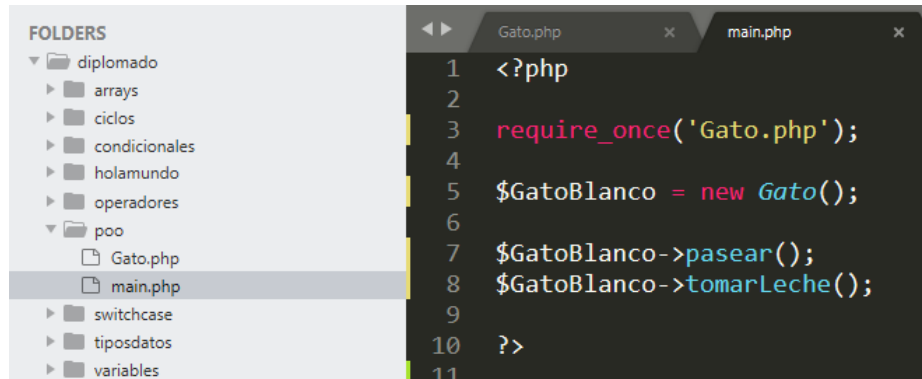 FOLDERS
diplomado
arrays
ciclos
condicionales
holamundo
operadores
poo
Gato.php
main.php
switchcase
tiposdatos
variables
Gato.php × main.php ×
1 <?php
2
3 require_once('Gato.php');
4
5 $GatoBlanco = new Gato();
6
7 $GatoBlanco->pasear();
8 $GatoBlanco->tomarLeche();
9
10 ?>
11